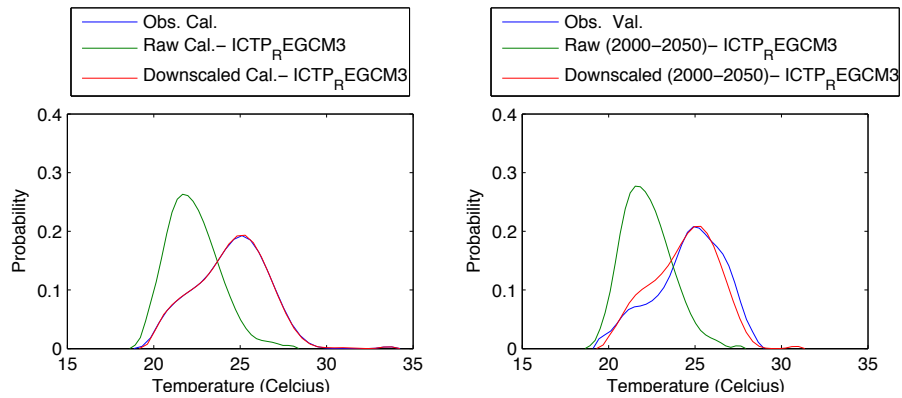 Obs. Cal.
Raw Cal.− ICTP_REGCM3
Downscaled Cal.− ICTP_REGCM3
0.4
0.3
0.2
0.1
0
Probability
15 20 25 30 35
Temperature (Celcius)
Obs. Val.
Raw (2000−2050)− ICTP_REGCM3
Downscaled (2000−2050)− ICTP_REGCM3
0.4
0.3
0.2
0.1
0
Probability
15 20 25 30 35
Temperature (Celcius)